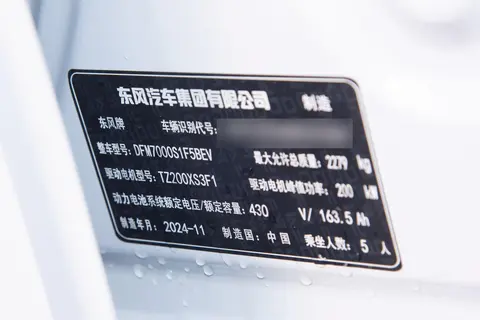 东风汽车集团有限公司 制造
东风牌 车辆识别代号:
整车型号: DFM7000S1F5BEV 最大允许总质量: 2279 kg
驱动电机型号: TZ200XS3F1 驱动电机峰值功率: 200 kW
动力电池系统额定电压/额定容量: 430 V/ 163.5 Ah
制造年月: 2024-11 制造国: 中国 乘坐人数: 5 人